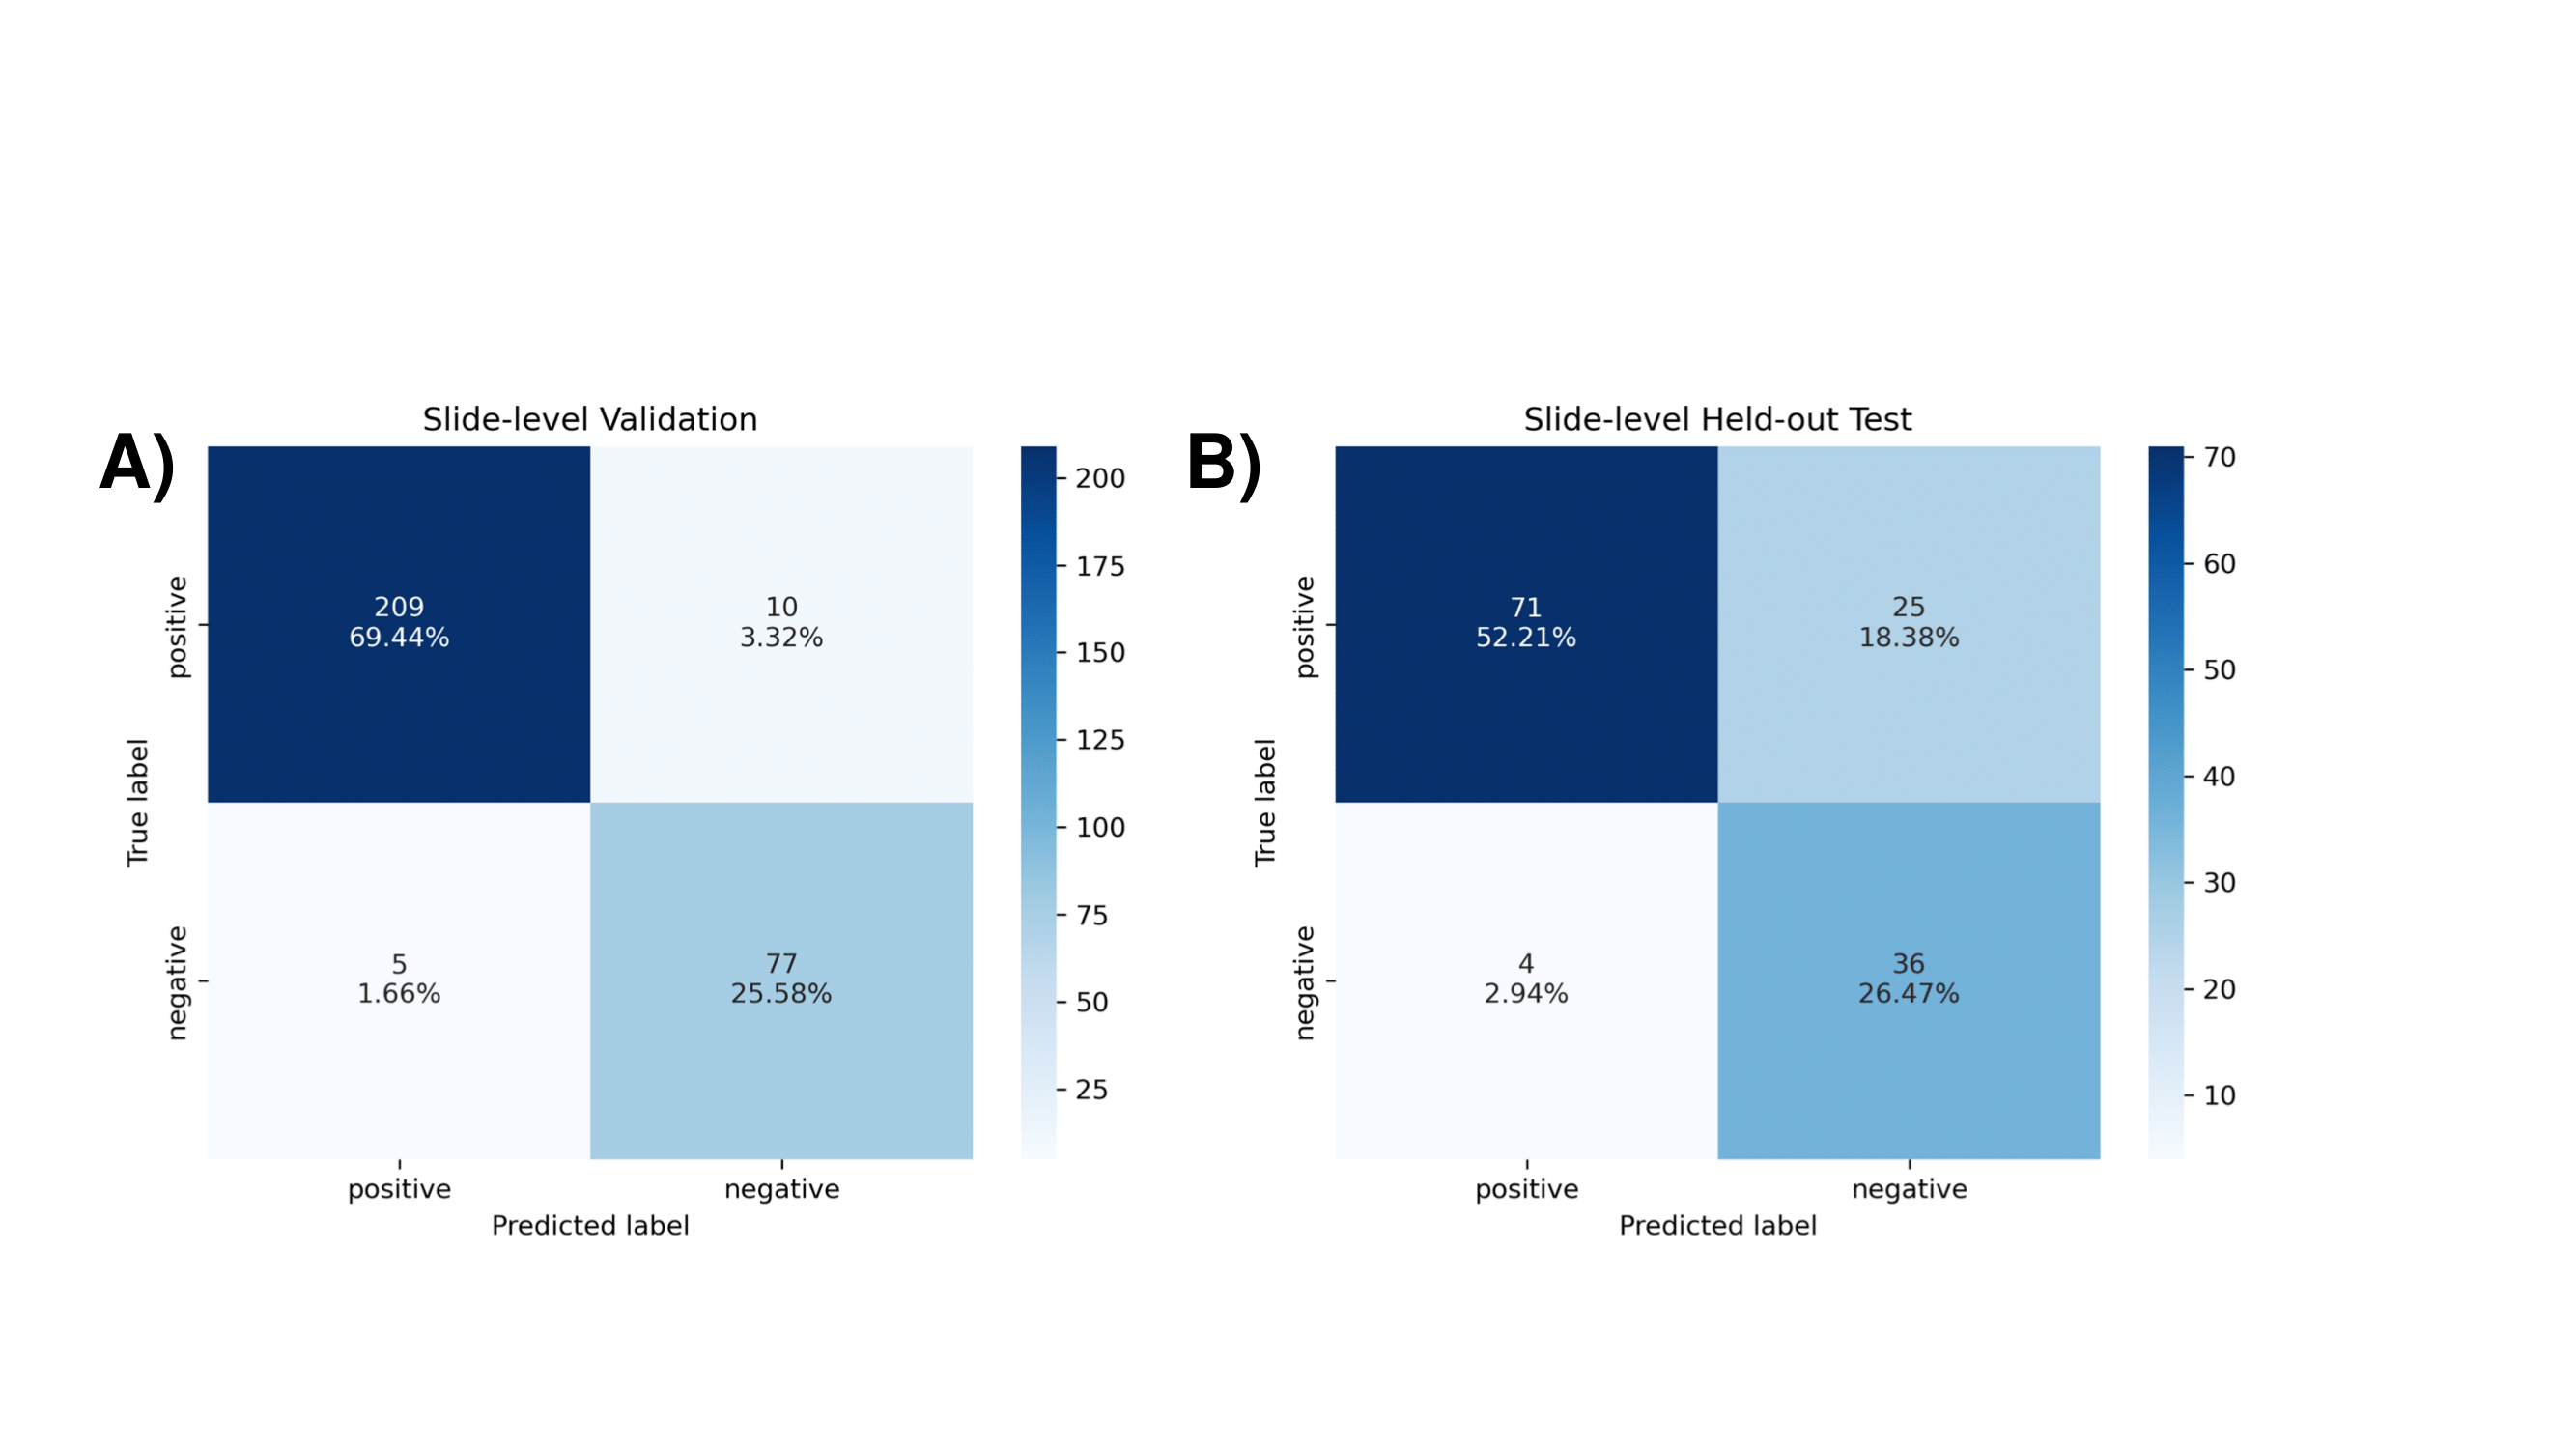 A)
Slide-level Validation
True label
positive
negative
209
69.44%
10
3.32%
5
1.66%
77
25.58%
positive
negative
Predicted label
200
175
150
125
100
75
50
25
B)
Slide-level Held-out Test
True label
positive
negative
71
52.21%
25
18.38%
4
2.94%
36
26.47%
positive
negative
Predicted label
70
60
50
40
30
20
10